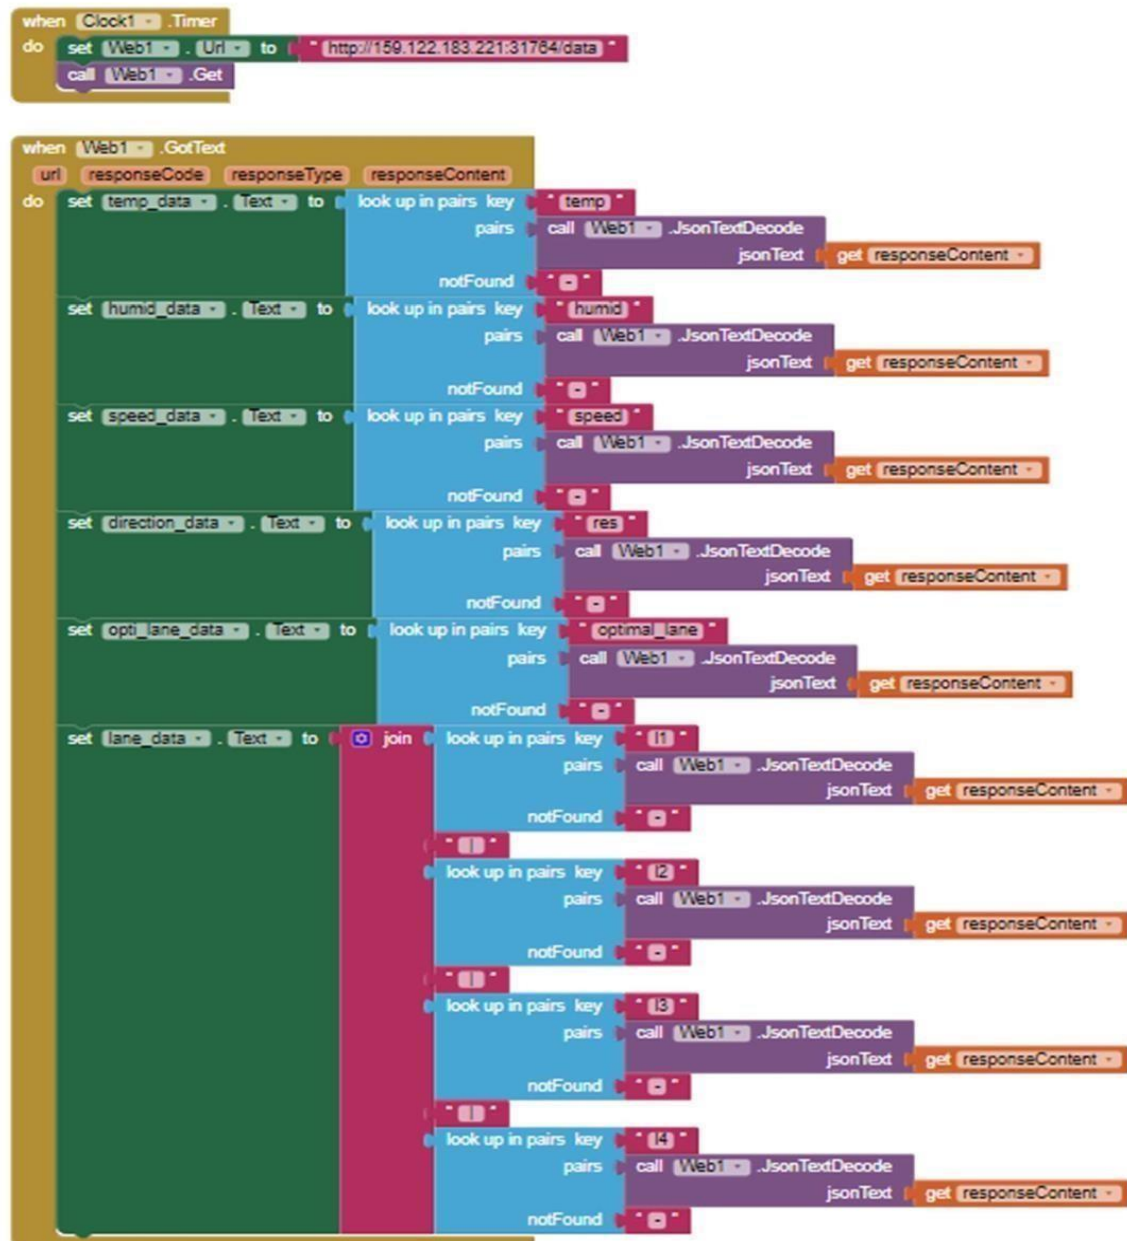 when Clock1 .Timer
do set Web1 . Url to " http://159.122.183.221:31764/data "
call Web1 .Get
when Web1 .GotText
url responseCode responseType responseContent
do set temp_data . Text to look up in pairs key " temp "
pairs call Web1 .JsonTextDecode
jsonText get responseContent
notFound " - "
set humid_data . Text to look up in pairs key " humid "
pairs call Web1 .JsonTextDecode
jsonText get responseContent
notFound " - "
set speed_data . Text to look up in pairs key " speed "
pairs call Web1 .JsonTextDecode
jsonText get responseContent
notFound " - "
set direction_data . Text to look up in pairs key " res "
pairs call Web1 .JsonTextDecode
jsonText get responseContent
notFound " - "
set opti_lane_data . Text to look up in pairs key " optimal_lane "
pairs call Web1 .JsonTextDecode
jsonText get responseContent
notFound " - "
set lane_data . Text to join look up in pairs key " l1 "
pairs call Web1 .JsonTextDecode
jsonText get responseContent
notFound " - "
" | "
look up in pairs key " l2 "
pairs call Web1 .JsonTextDecode
jsonText get responseContent
notFound " - "
" | "
look up in pairs key " l3 "
pairs call Web1 .JsonTextDecode
jsonText get responseContent
notFound " - "
" | "
look up in pairs key " l4 "
pairs call Web1 .JsonTextDecode
jsonText get responseContent
notFound " - "